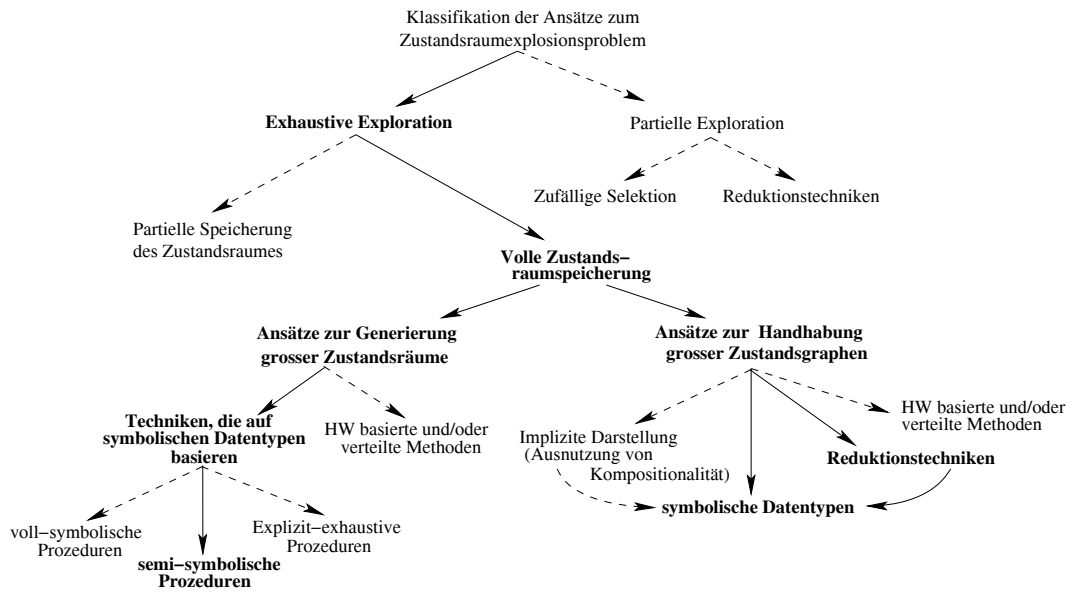 Klassifikation der Ansätze zum
Zustandsraumexplosionsproblem
Exhaustive Exploration
Partielle Exploration
Zufällige Selektion
Reduktionstechniken
Partielle Speicherung
des Zustandsraumes
Volle Zustands−
raumspeicherung
Ansätze zur Generierung
grosser Zustandsräume
Ansätze zur Handhabung
grosser Zustandsgraphen
Techniken, die auf
symbolischen Datentypen
basieren
HW basierte und/oder
verteilte Methoden
Implizite Darstellung
(Ausnutzung von
Kompositionalität)
HW basierte und/oder
verteilte Methoden
Reduktionstechniken
symbolische Datentypen
voll−symbolische
Prozeduren
semi−symbolische
Prozeduren
Explizit−exhaustive
Prozeduren